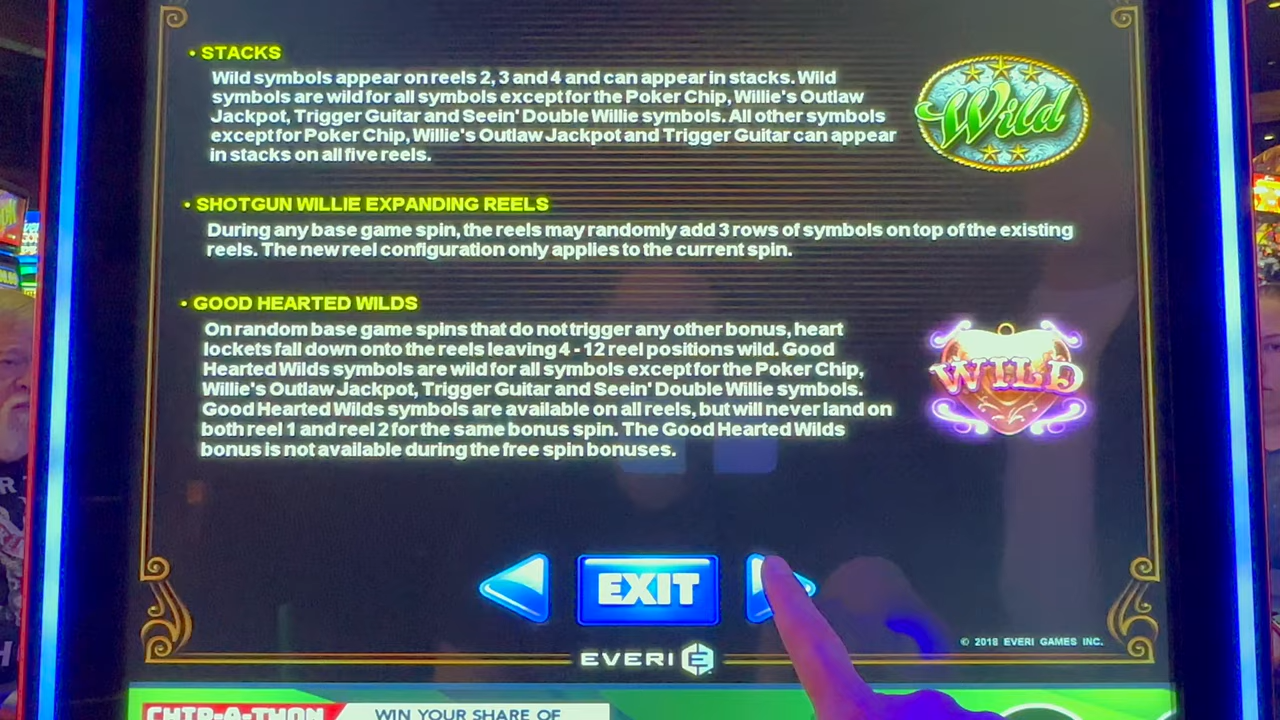 • STACKS
Wild symbols appear on reels 2, 3 and 4 and can appear in stacks. Wild
symbols are wild for all symbols except for the Poker Chip, Willie's Outlaw
Jackpot, Trigger Guitar and Seein' Double Willie symbols. All other symbols
except for Poker Chip, Willie's Outlaw Jackpot and Trigger Guitar can appear
in stacks on all five reels.
Wild
• SHOTGUN WILLIE EXPANDING REELS
During any base game spin, the reels may randomly add 3 rows of symbols on top of the existing
reels. The new reel configuration only applies to the current spin.
• GOOD HEARTED WILDS
On random base game spins that do not trigger any other bonus, heart
lockets fall down onto the reels leaving 4 - 12 reel positions wild. Good
Hearted Wilds symbols are wild for all symbols except for the Poker Chip,
Willie's Outlaw Jackpot, Trigger Guitar and Seein' Double Willie symbols.
Good Hearted Wilds symbols are available on all reels, but will never land on
both reel 1 and reel 2 for the same bonus spin. The Good Hearted Wilds
bonus is not available during the free spin bonuses.
WILD
EXIT
© 2018 EVERI GAMES INC.
EVERI
CHIP-A-THON
WIN YOUR SHARE OF